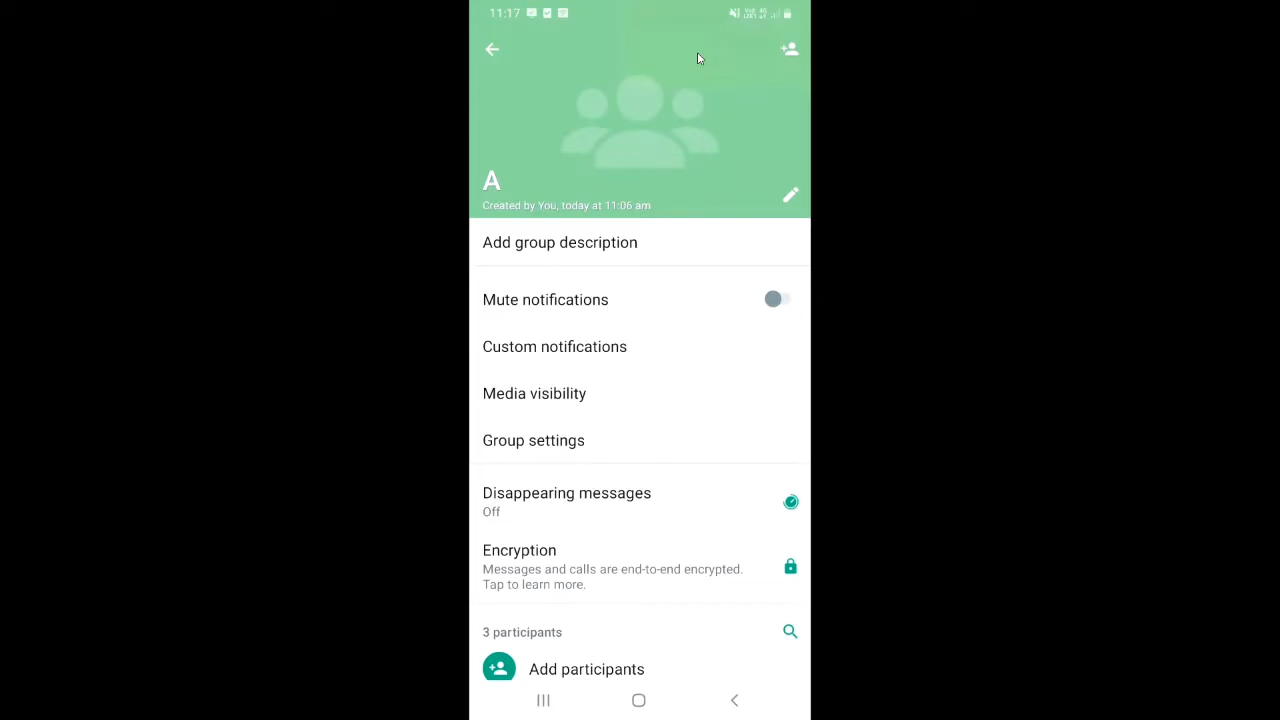 11:17
A
Created by You, today at 11:06 am
Add group description
Mute notifications
Custom notifications
Media visibility
Group settings
Disappearing messages
Off
Encryption
Messages and calls are end-to-end encrypted.
Tap to learn more.
3 participants
Add participants